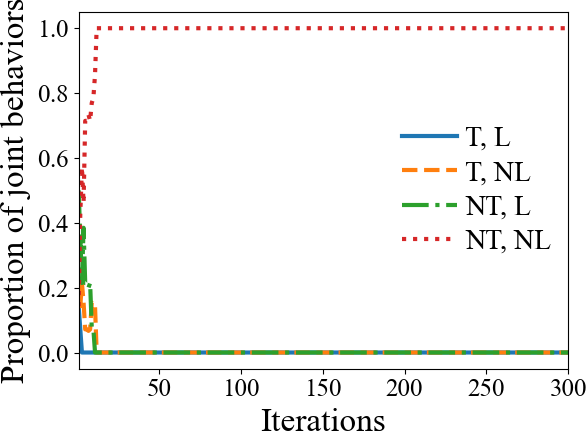 Proportion of joint behaviors
1.0
0.8
0.6
0.4
0.2
0.0
T, L
T, NL
NT, L
NT, NL
50 100 150 200 250 300
Iterations